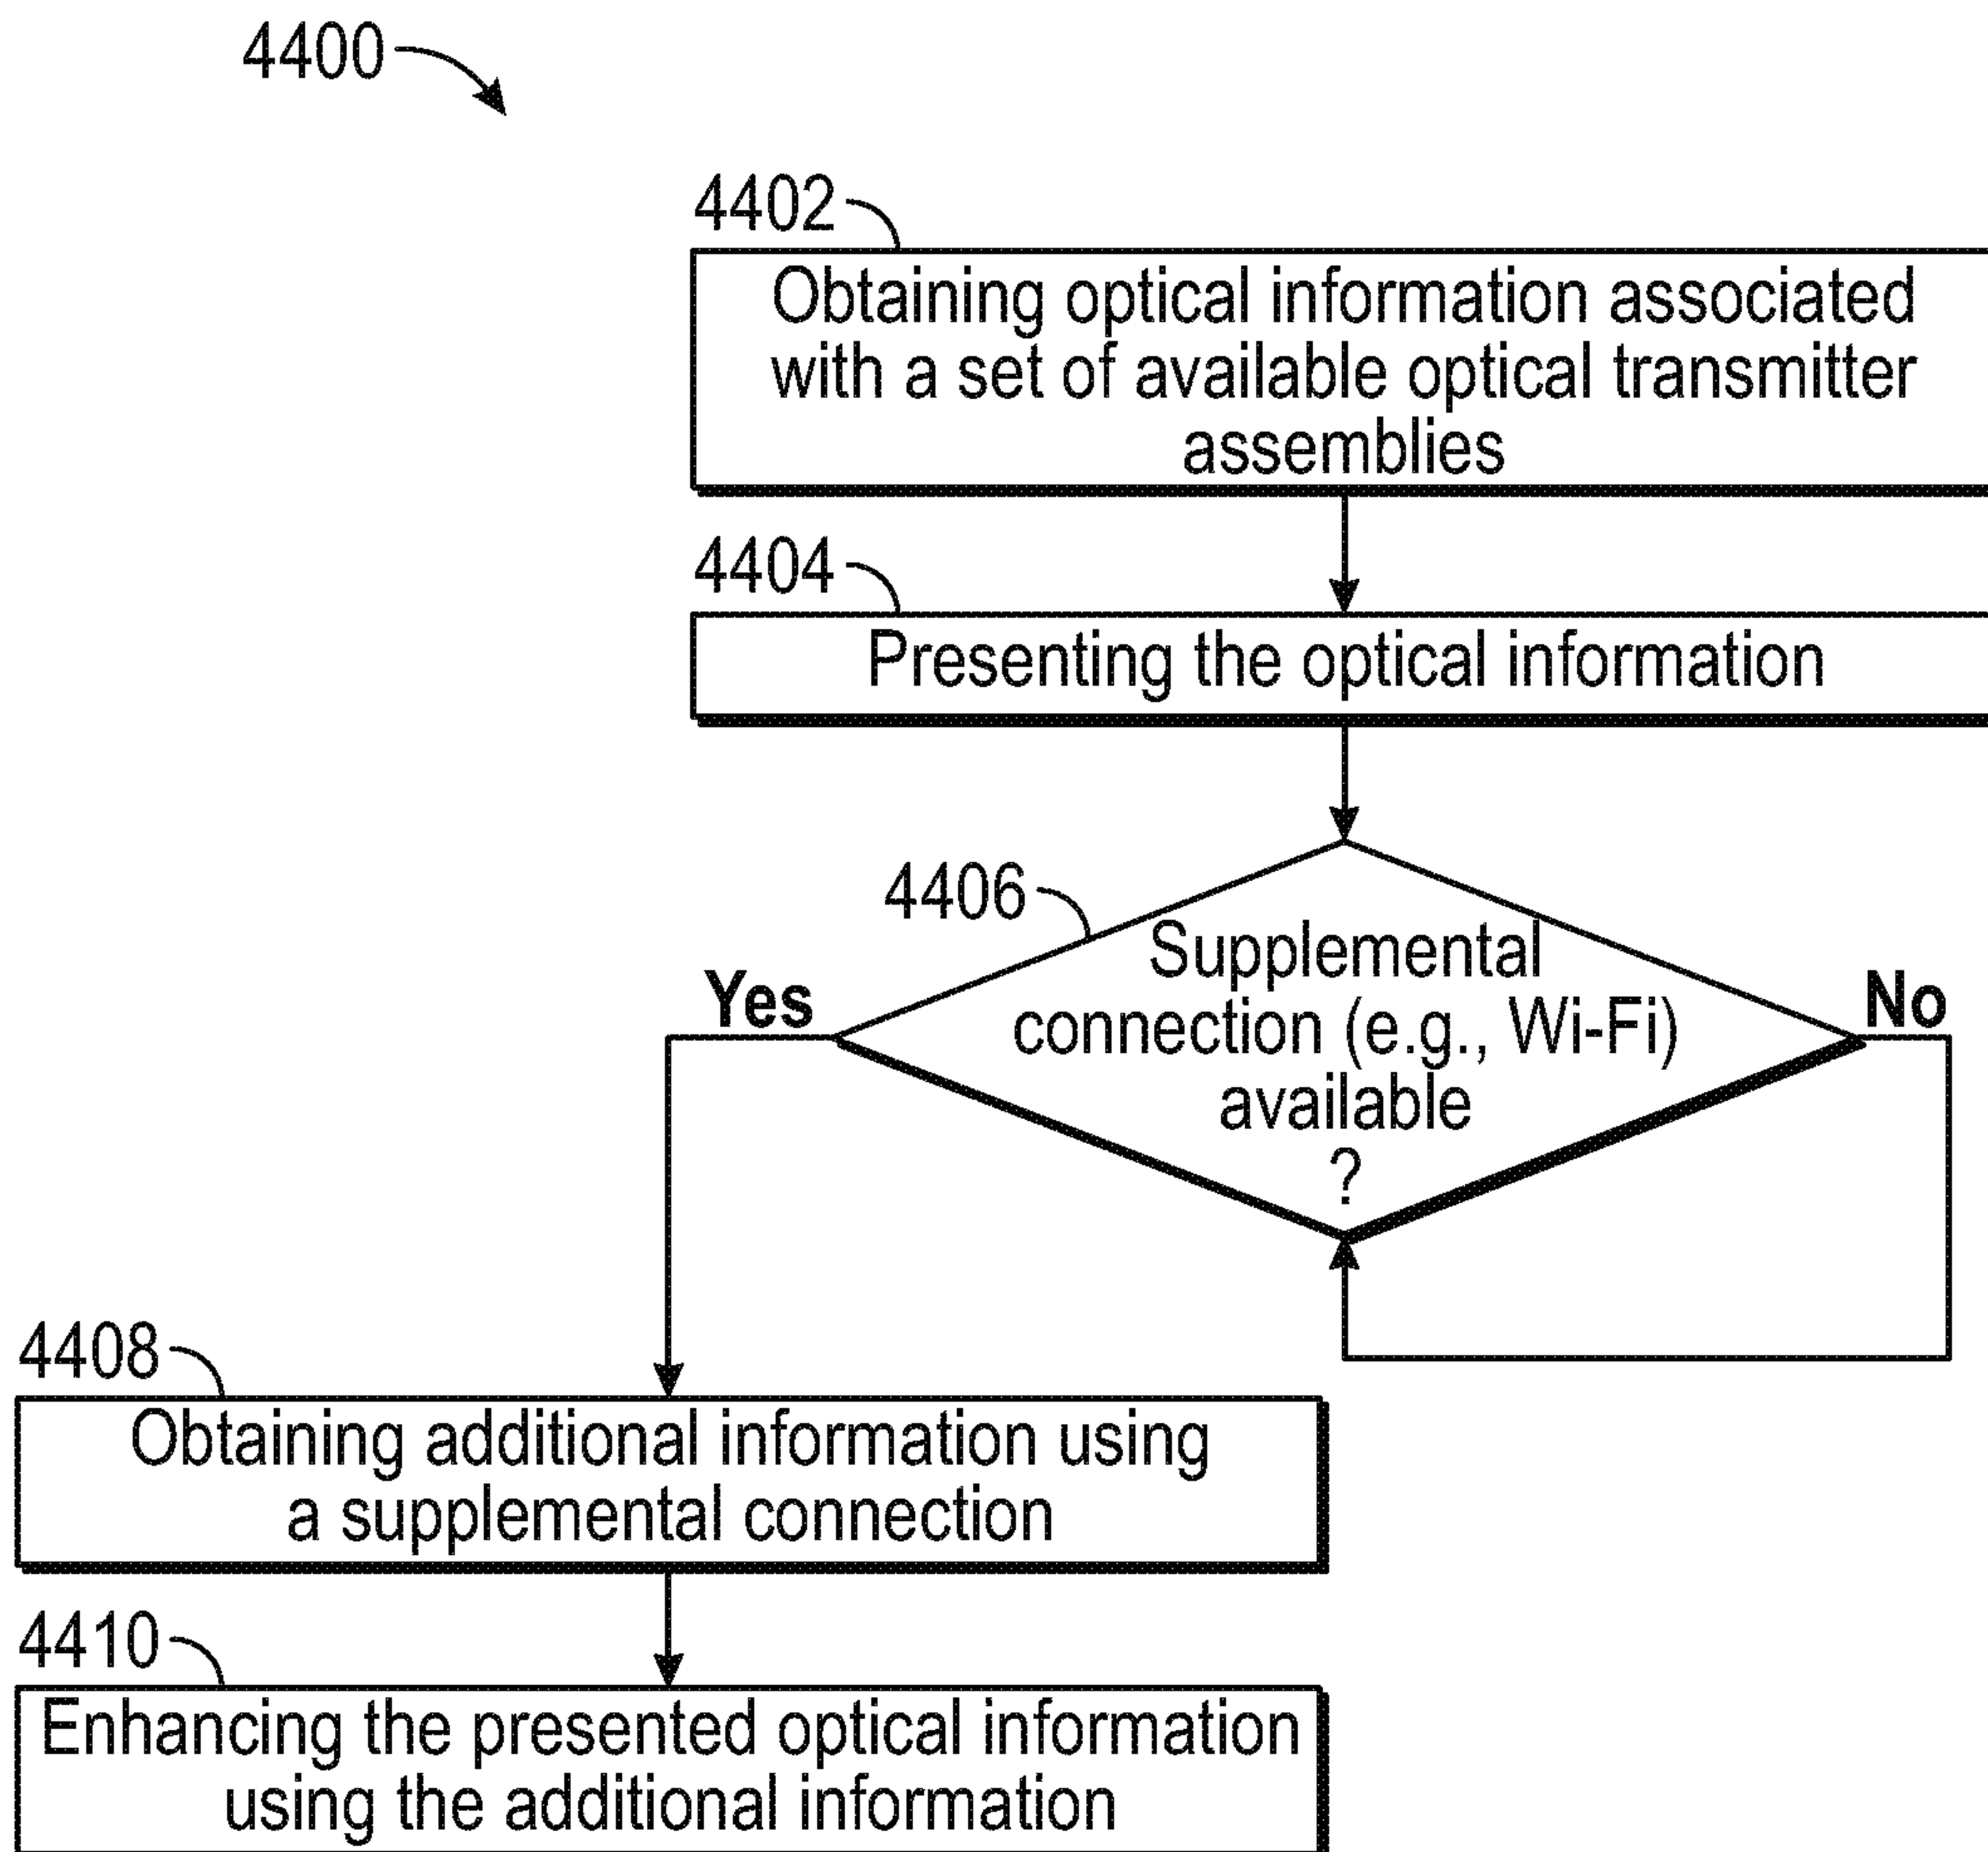 4400
4402
Obtaining optical information associated
with a set of available optical transmitter
assemblies
4404
Presenting the optical information
4406
Supplemental
connection (e.g., Wi-Fi)
available
?
Yes
No
4408
Obtaining additional information using
a supplemental connection
4410
Enhancing the presented optical information
using the additional information